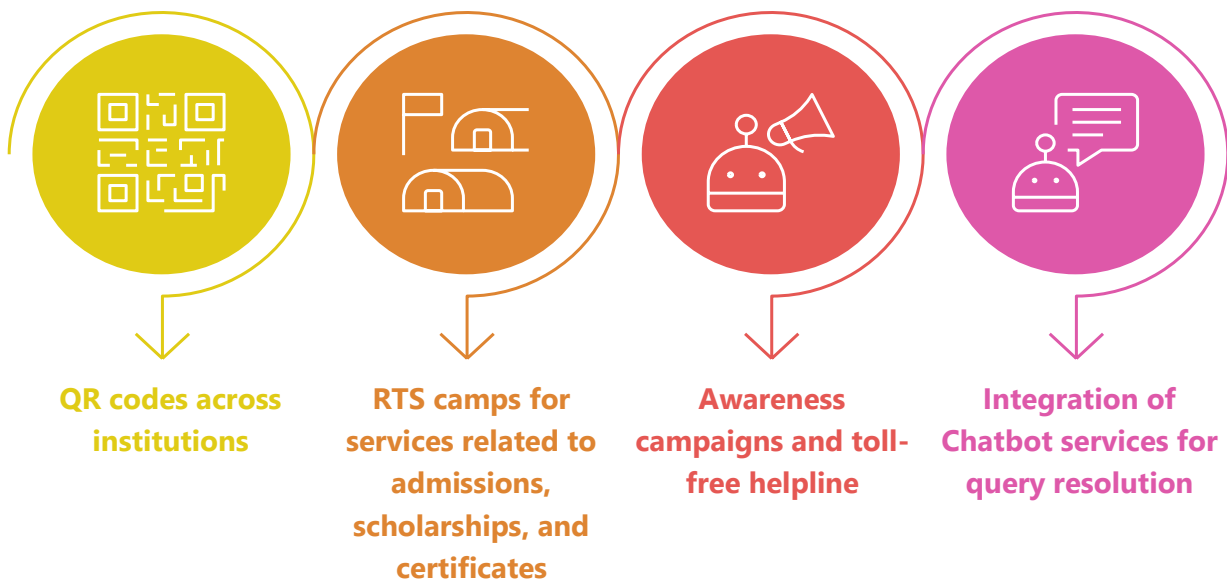 QR codes across
institutions
RTS camps for
services related to
admissions,
scholarships, and
certificates
Awareness
campaigns and toll-
free helpline
Integration of
Chatbot services for
query resolution